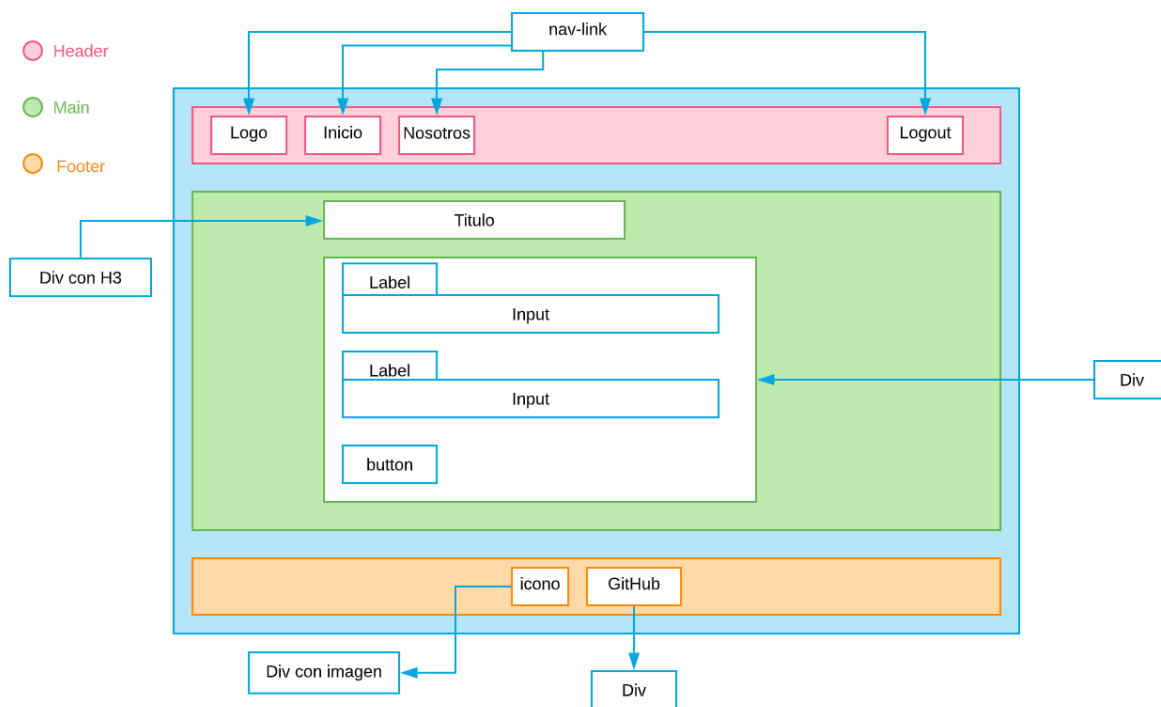 nav-link
Header
Main
Footer
Logo
Inicio
Nosotros
Logout
Titulo
Div con H3
Label
Input
Label
Input
button
Div
icono
GitHub
Div con imagen
Div